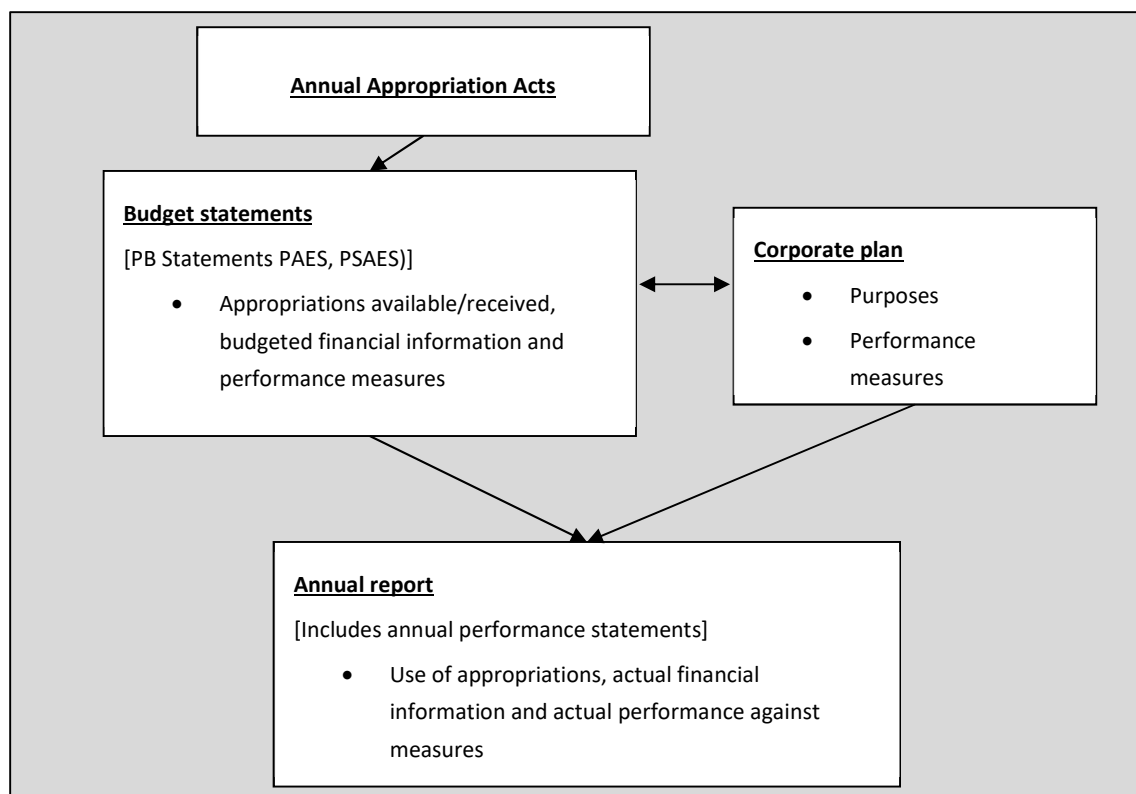 Annual Appropriation Acts
Budget statements
[PB Statements PAES, PSAES)]
• Appropriations available/received,
budgeted financial information and
performance measures
Corporate plan
• Purposes
• Performance
measures
Annual report
[Includes annual performance statements]
• Use of appropriations, actual financial
information and actual performance against
measures